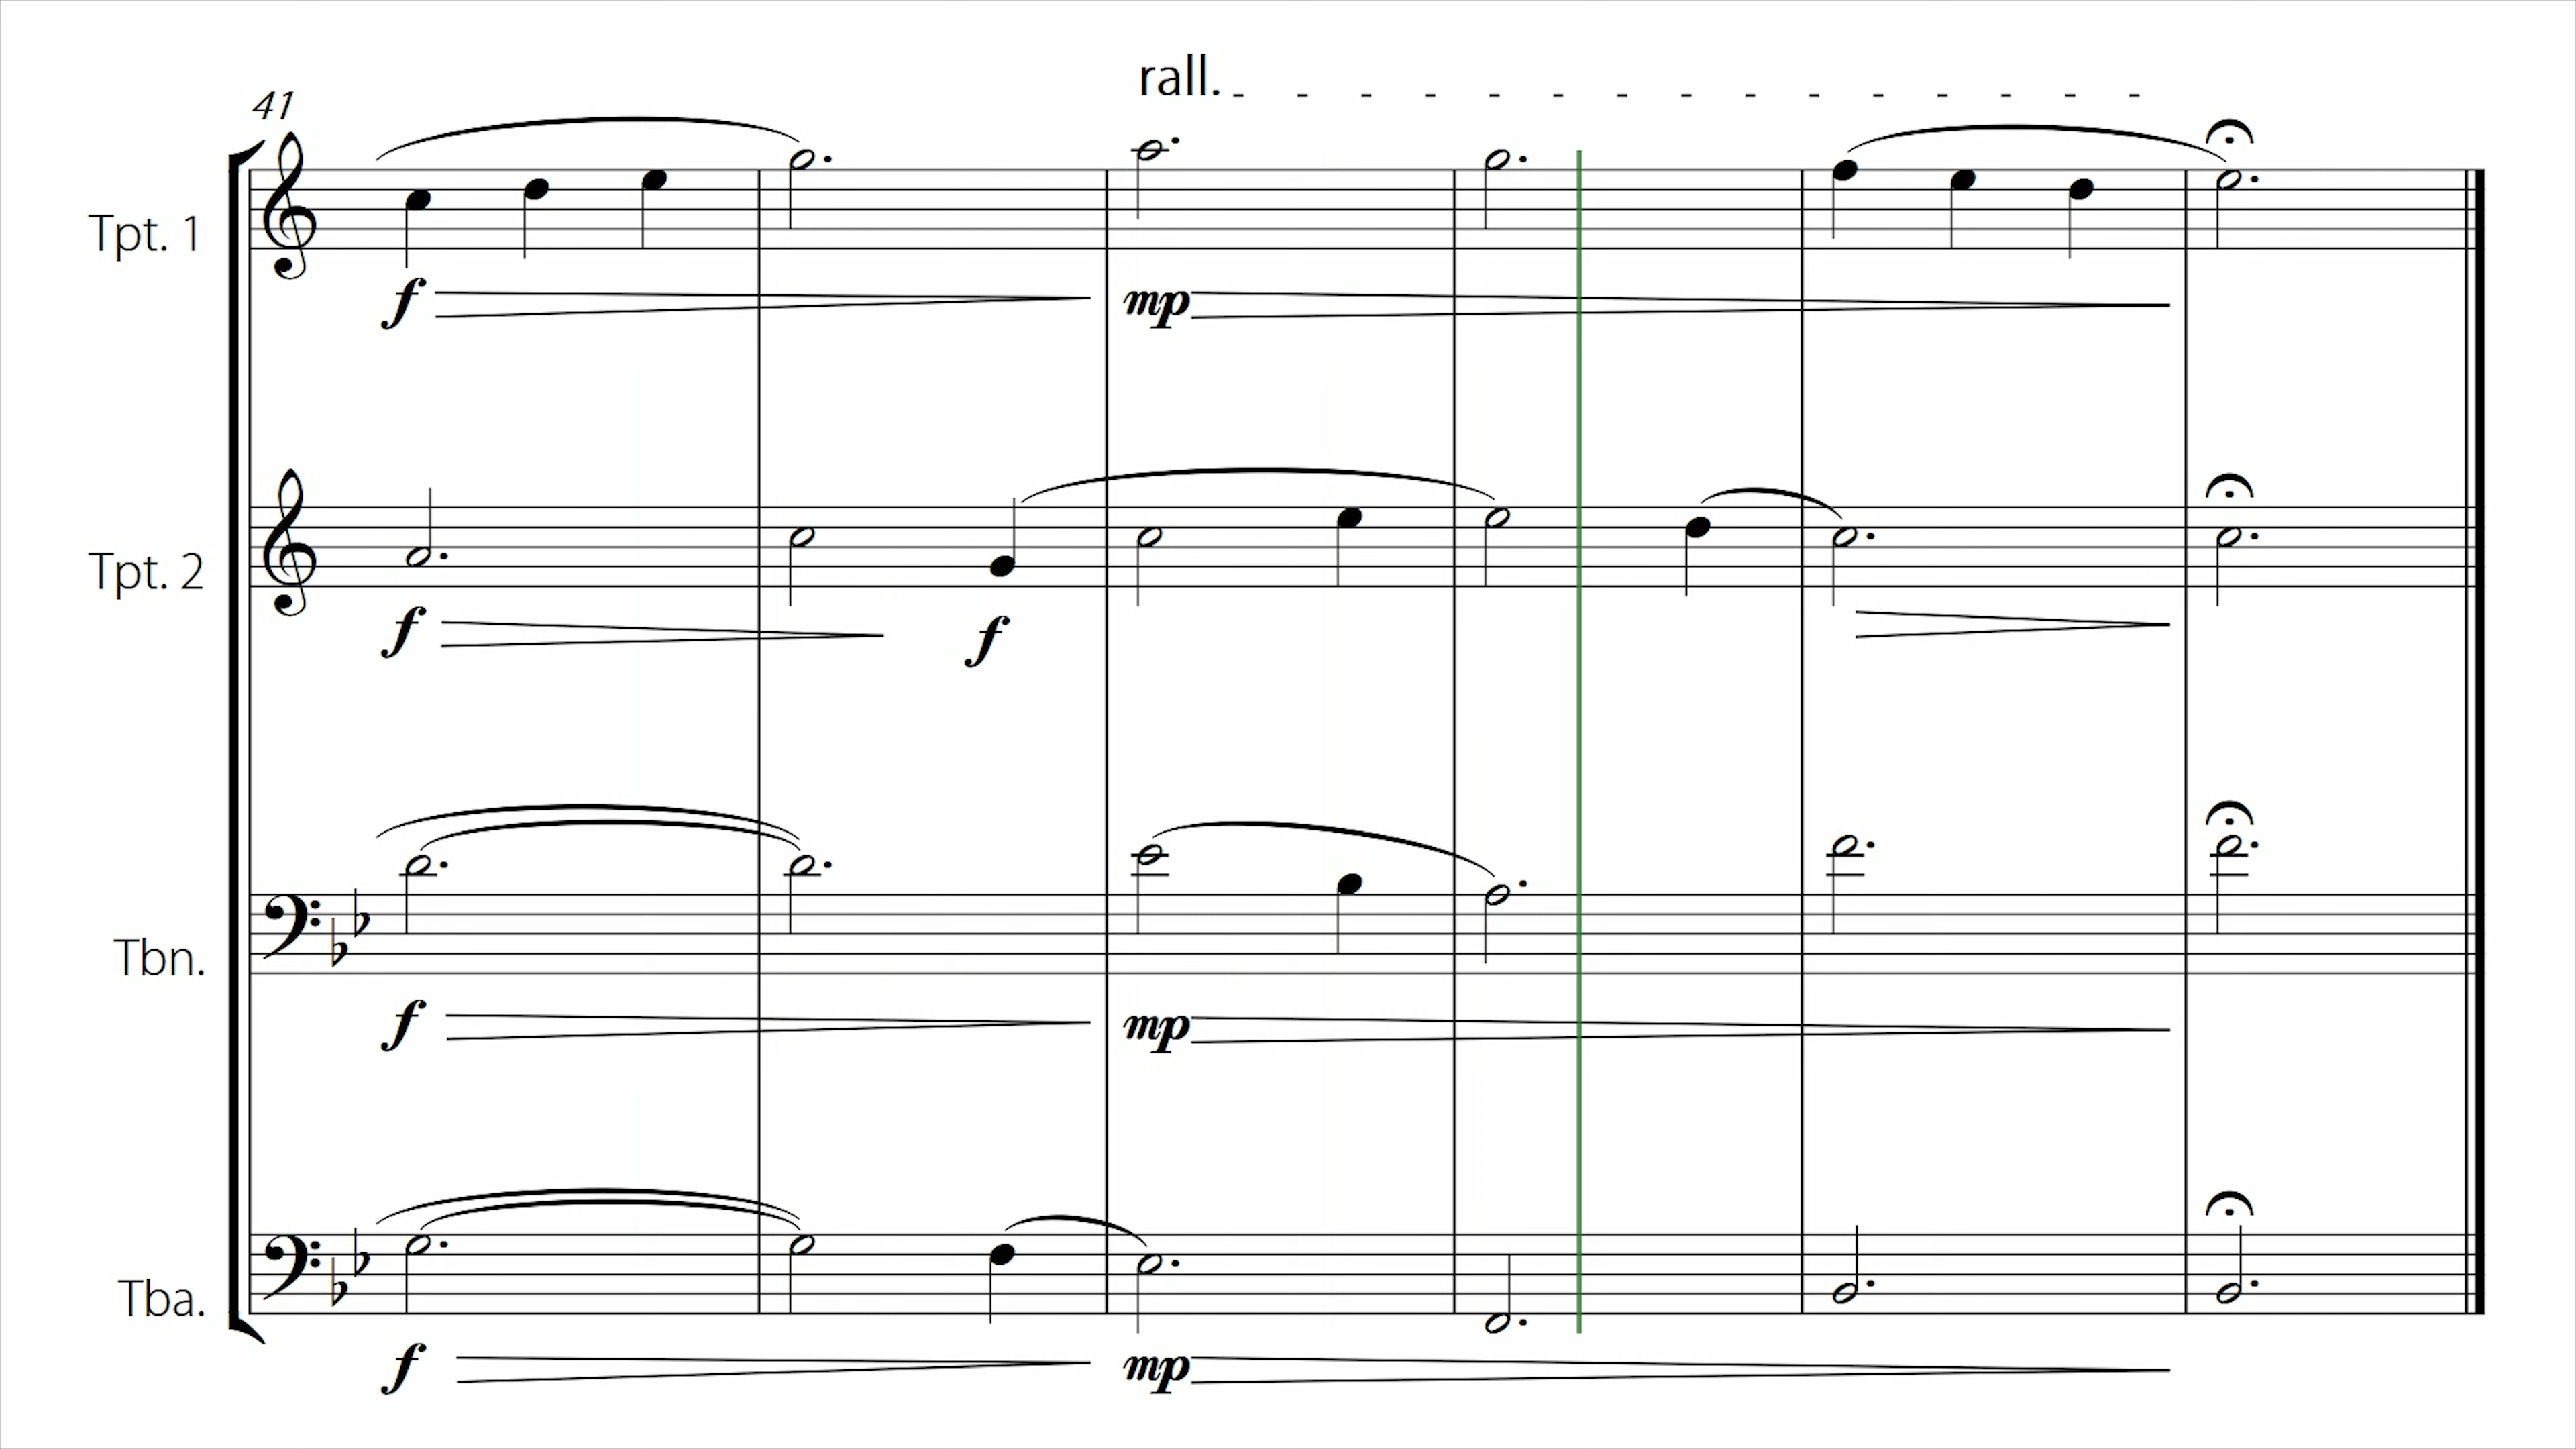 rall.
41
Tpt. 1
f mp
Tpt. 2
f f
Tbn.
f mp
Tba.
f mp